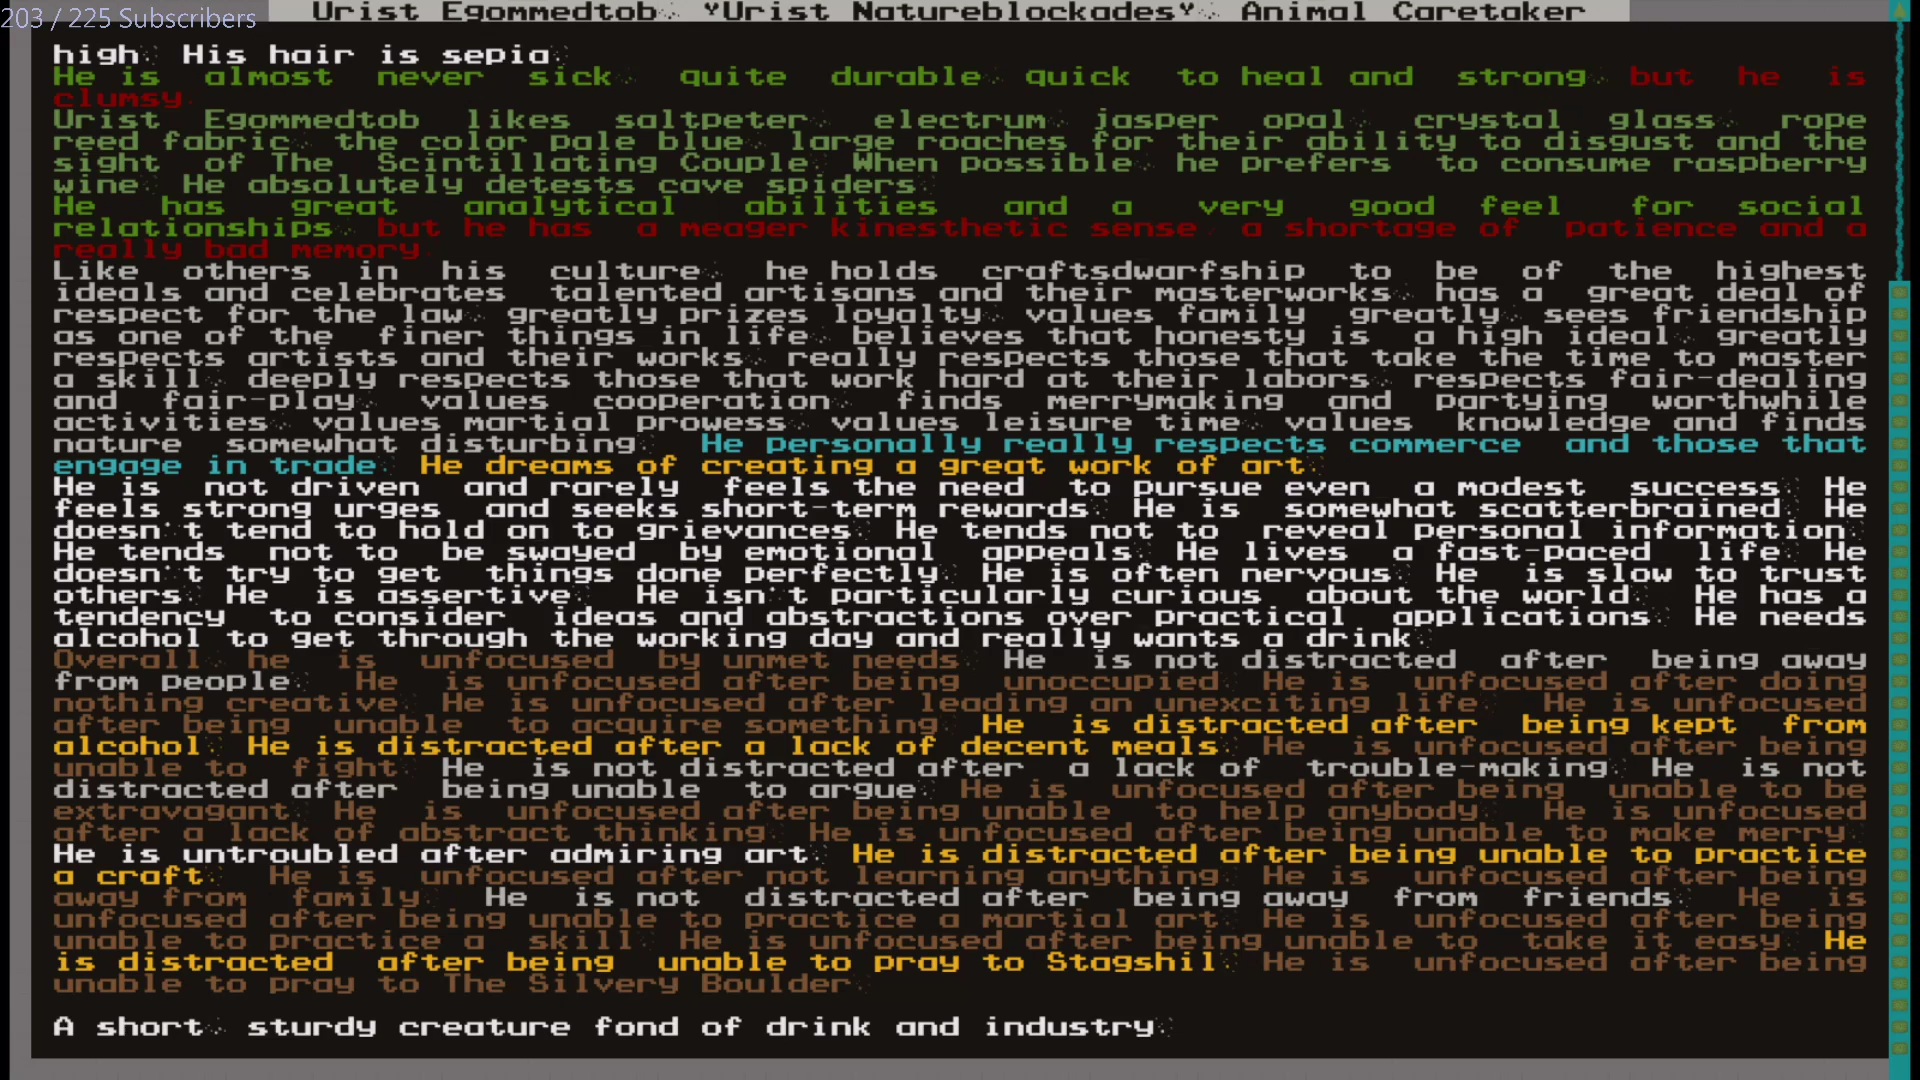 203 / 225 Subscribers
Urist Egommedtob "Urist Natureblockades" Animal Caretaker
high His hair is sepia
He is almost never sick quite durable quick to heal and strong but he is
clumsy
Urist Egommedtob likes saltpeter electrum jasper opal crystal glass rope
reed fabric the color pale blue large roaches for their ability to disgust and the
sight of The Scintillating Couple When possible he prefers to consume raspberry
wine He absolutely detests cave spiders
He has great analytical abilities and a very good feel for social
relationships but he has a meager kinesthetic sense a shortage of patience and a
really bad memory
Like others in his culture he holds craftsdwarfship to be of the highest
ideals and celebrates talented artisans and their masterworks has a great deal of
respect for the law greatly prizes loyalty values family greatly sees friendship
as one of the finer things in life believes that honesty is a high ideal greatly
respects artists and their works really respects those that take the time to master
a skill deeply respects those that work hard at their labors respects fair-dealing
and fair-play values cooperation finds merrymaking and partying worthwhile
activities values martial prowess values leisure time values knowledge and finds
nature somewhat disturbing He personally really respects commerce and those that
engage in trade He dreams of creating a great work of art
He is not driven and rarely feels the need to pursue even a modest success He
feels strong urges and seeks short-term rewards He is somewhat scatterbrained He
doesn't tend to hold on to grievances He tends not to reveal personal information
He tends not to be swayed by emotional appeals He lives a fast-paced life He
doesn't try to get things done perfectly He is often nervous He is slow to trust
others He is assertive He isn't particularly curious about the world He has a
tendency to consider ideas and abstractions over practical applications He needs
alcohol to get through the working day and really wants a drink
Overall he is unfocused by unmet needs He is not distracted after being away
from people He is unfocused after being unoccupied He is unfocused after doing
nothing creative He is unfocused after leading an unexciting life He is unfocused
after being unable to acquire something He is distracted after being kept from
alcohol He is distracted after a lack of decent meals He is unfocused after being
unable to fight He is not distracted after a lack of trouble-making He is not
distracted after being unable to argue He is unfocused after being unable to be
extravagant He is unfocused after being unable to help anybody He is unfocused
after a lack of abstract thinking He is unfocused after being unable to make merry
He is untroubled after admiring art He is distracted after being unable to practice
a craft He is unfocused after not learning anything He is unfocused after being
away from family He is not distracted after being away from friends He is
unfocused after being unable to practice a martial art He is unfocused after being
unable to practice a skill He is unfocused after being unable to take it easy He
is distracted after being unable to pray to Stagshil He is unfocused after being
unable to pray to The Silvery Boulder
A short sturdy creature fond of drink and industry